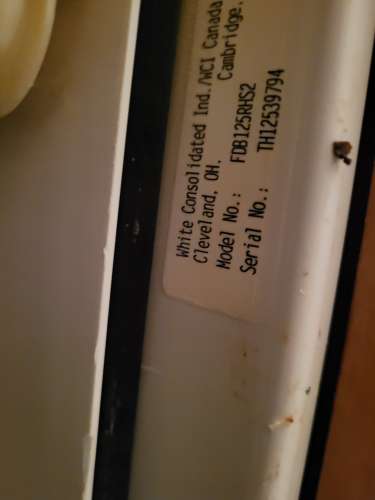 White Consolidated Ind./WCI Canada
Cleveland, OH. Cambridge,
Model No.: FDB125RHS2
Serial No.: TH12539794